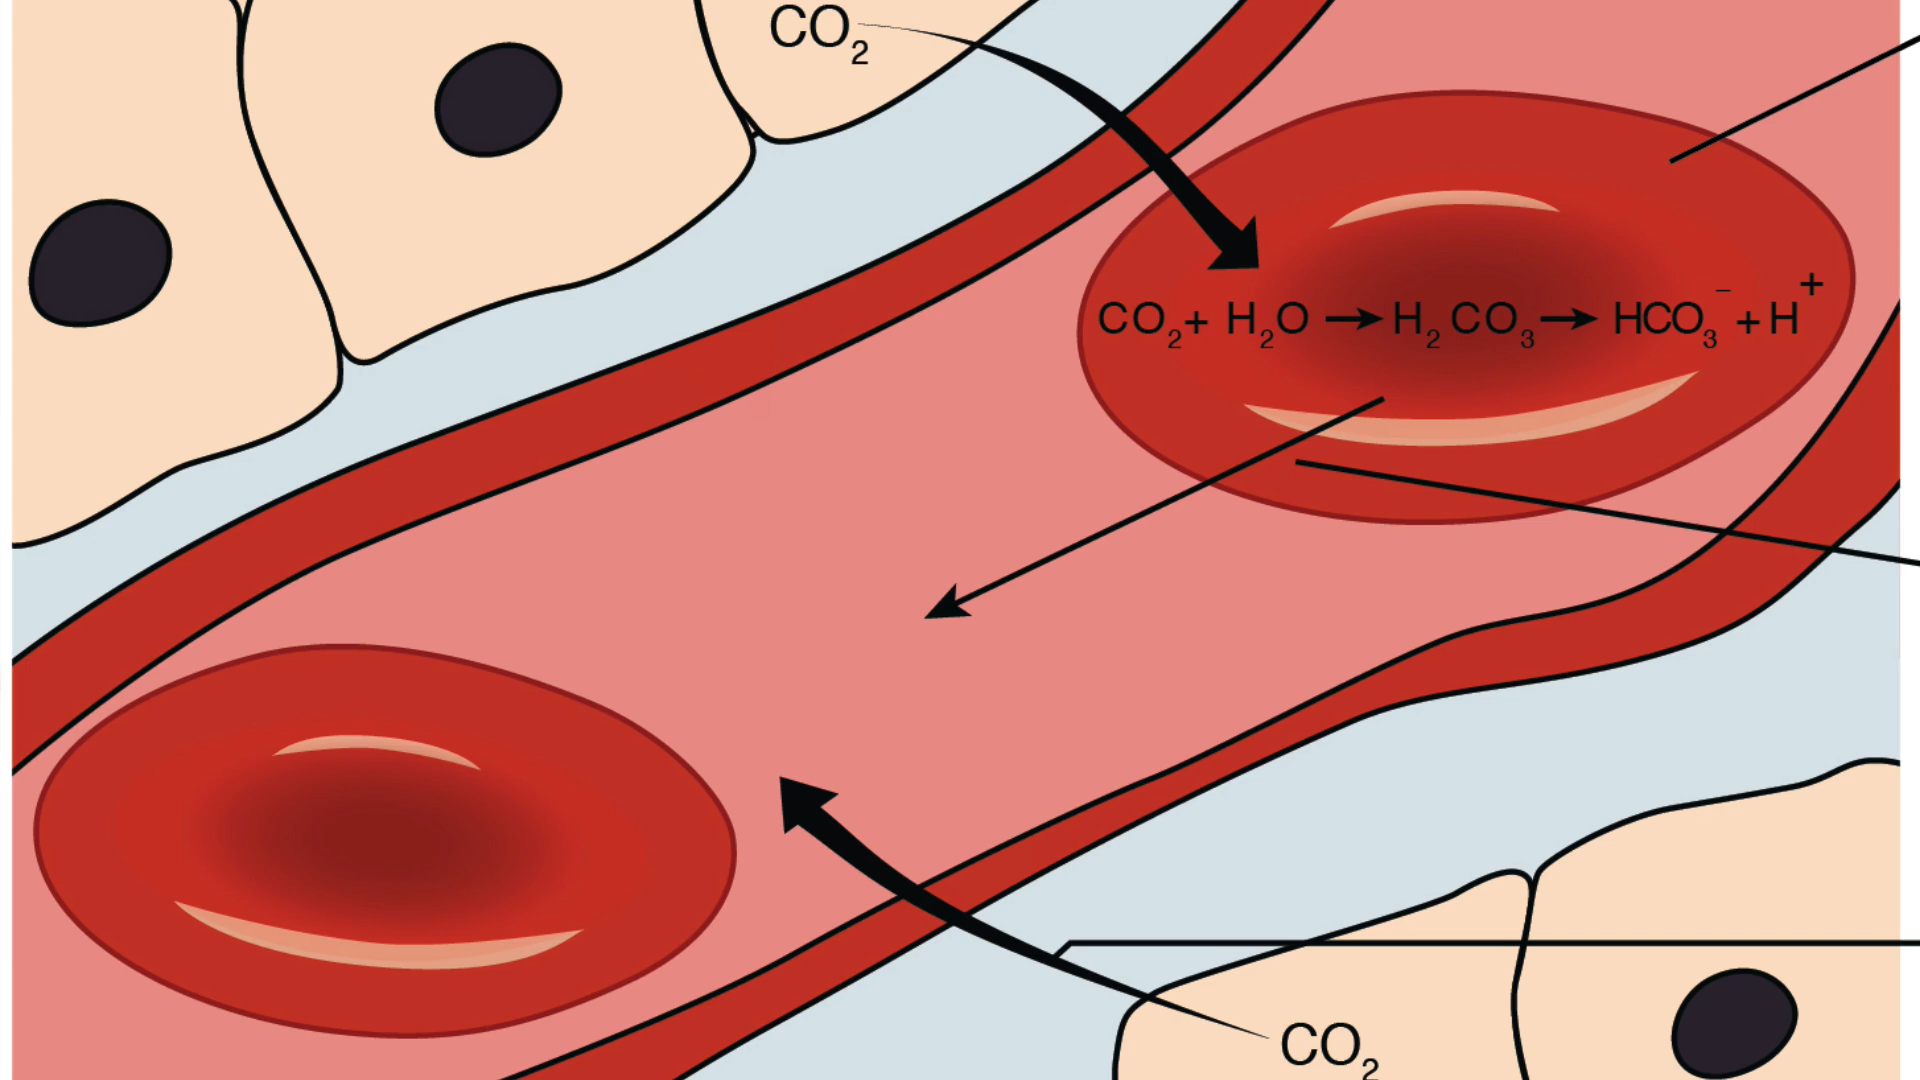 CO₂
CO₂+ H₂O → H₂ CO₃ → HCO₃⁻ + H⁺
CO₂